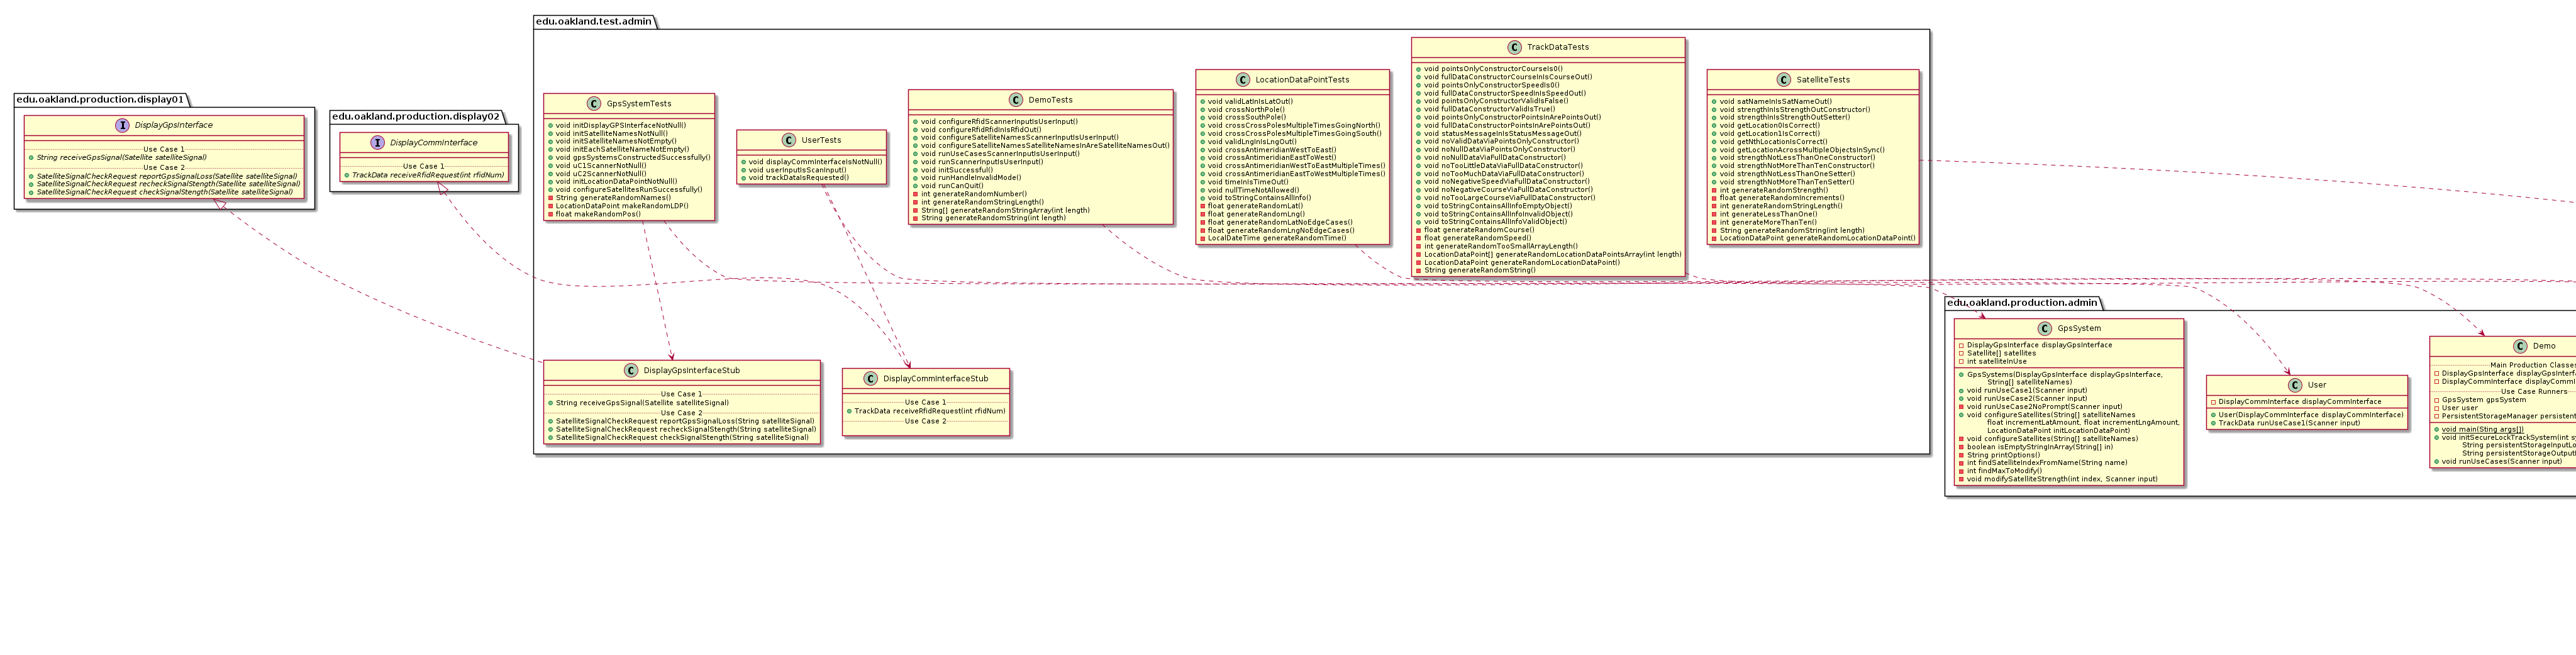 edu.oakland.production.display01
DisplayGpsInterface
Use Case 1
String receiveGpsSignal(Satellite satelliteSignal)
Use Case 2
SatelliteSignalCheckRequest reportGpsSignalLoss(Satellite satelliteSignal)
SatelliteSignalCheckRequest recheckSignalStength(Satellite satelliteSignal)
SatelliteSignalCheckRequest checkSignalStength(Satellite satelliteSignal)
edu.oakland.production.display02
DisplayCommInterface
Use Case 1
TrackData receiveRfidRequest(int rfidNum)
edu.oakland.test.admin
GpsSystemTests
void initDisplayGPSInterfaceNotNull()
void initSatelliteNamesNotNull()
void initSatelliteNamesNotEmpty()
void initEachSatelliteNameNotEmpty()
void gpsSystemsConstructedSuccessfully()
void uC1ScannerNotNull()
void uC2ScannerNotNull()
void initLocationDataPointNotNull()
void configureSatellitesRunSuccessfully()
String generateRandomNames()
LocationDataPoint makeRandomLDP()
float makeRandomPos()
UserTests
void displayCommInterfaceIsNotNull()
void userInputIsScanInput()
void trackDataIsRequested()
DemoTests
void configureRfidScannerInputIsUserInput()
void configureRfidRfidInIsRfidOut()
void configureSatelliteNamesScannerInputIsUserInput()
void configureSatelliteNamesSatelliteNamesInAreSatelliteNamesOut()
void runUseCasesScannerInputIsUserInput()
void runScannerInputIsUserInput()
void initSuccessful()
void runHandleInvalidMode()
void runCanQuit()
int generateRandomNumber()
int generateRandomStringLength()
String[] generateRandomStringArray(int length)
String generateRandomString(int length)
LocationDataPointTests
void validLatInIsLatOut()
void crossNorthPole()
void crossSouthPole()
void crossCrossPolesMultipleTimesGoingNorth()
void crossCrossPolesMultipleTimesGoingSouth()
void validLngInIsLngOut()
void crossAntimeridianWestToEast()
void crossAntimeridianEastToWest()
void crossAntimeridianWestToEastMultipleTimes()
void crossAntimeridianEastToWestMultipleTimes()
void timeInIsTimeOut()
void nullTimeNotAllowed()
void toStringContainsAllInfo()
float generateRandomLat()
float generateRandomLng()
float generateRandomLatNoEdgeCases()
float generateRandomLngNoEdgeCases()
LocalDateTime generateRandomTime()
TrackDataTests
void pointsOnlyConstructorCourseIs0()
void fullDataConstructorCourseInIsCourseOut()
void pointsOnlyConstructorSpeedIs0()
void fullDataConstructorSpeedInIsSpeedOut()
void pointsOnlyConstructorValidIsFalse()
void fullDataConstructorValidIsTrue()
void pointsOnlyConstructorPointsInArePointsOut()
void fullDataConstructorPointsInArePointsOut()
void statusMessageInIsStatusMessageOut()
void noValidDataViaPointsOnlyConstructor()
void noNullDataViaPointsOnlyConstructor()
void noNullDataViaFullDataConstructor()
void noTooLittleDataViaFullDataConstructor()
void noTooMuchDataViaFullDataConstructor()
void noNegativeSpeedViaFullDataConstructor()
void noNegativeCourseViaFullDataConstructor()
void noTooLargeCourseViaFullDataConstructor()
void toStringContainsAllInfoEmptyObject()
void toStringContainsAllInfoInvalidObject()
void toStringContainsAllInfoValidObject()
float generateRandomCourse()
float generateRandomSpeed()
int generateRandomTooSmallArrayLength()
LocationDataPoint[] generateRandomLocationDataPointsArray(int length)
LocationDataPoint generateRandomLocationDataPoint()
String generateRandomString()
SatelliteTests
void satNameInIsSatNameOut()
void strengthInIsStrengthOutConstructor()
void strengthInIsStrengthOutSetter()
void getLocation0IsCorrect()
void getLocation1IsCorrect()
void getNthLocationIsCorrect()
void getLocationAcrossMultipleObjectsInSync()
void strengthNotLessThanOneConstructor()
void strengthNotMoreThanTenConstructor()
void strengthNotLessThanOneSetter()
void strengthNotMoreThanTenSetter()
int generateRandomStrength()
float generateRandomIncrements()
int generateRandomStringLength()
int generateLessThanOne()
int generateMoreThanTen()
String generateRandomString(int length)
LocationDataPoint generateRandomLocationDataPoint()
DisplayGpsInterfaceStub
Use Case 1
String receiveGpsSignal(Satellite satelliteSignal)
Use Case 2
SatelliteSignalCheckRequest reportGpsSignalLoss(String satelliteSignal)
SatelliteSignalCheckRequest recheckSignalStength(String satelliteSignal)
SatelliteSignalCheckRequest checkSignalStength(String satelliteSignal)
DisplayCommInterfaceStub
Use Case 1
TrackData receiveRfidRequest(int rfidNum)
Use Case 2
edu.oakland.production.admin
GpsSystem
DisplayGpsInterface displayGpsInterface
Satellite[] satellites
int satelliteInUse
GpsSystems(DisplayGpsInterface displayGpsInterface,
String[] satelliteNames)
void runUseCase1(Scanner input)
void runUseCase2(Scanner input)
void runUseCase2NoPrompt(Scanner input)
void configureSatellites(String[] satelliteNames
float incrementLatAmount, float incrementLngAmount,
LocationDataPoint initLocationDataPoint)
void configureSatellites(String[] satelliteNames)
boolean isEmptyStringInArray(String[] in)
String printOptions()
int findSatelliteIndexFromName(String name)
int findMaxToModify()
void modifySatelliteStrength(int index, Scanner input)
User
DisplayCommInterface displayCommInterface
User(DisplayCommInterface displayCommInterface)
TrackData runUseCase1(Scanner input)
Demo
Main Production Classes
DisplayGpsInterface displayGpsInterfa
DisplayCommInterface displayCommI
Use Case Runners
GpsSystem gpsSystem
User user
PersistentStorageManager persistent
void main(String args[])
void initSecureLockTrackSystem(int sy
String persistentStorageInputLo
String persistentStorageOutput
void runUseCases(Scanner input)